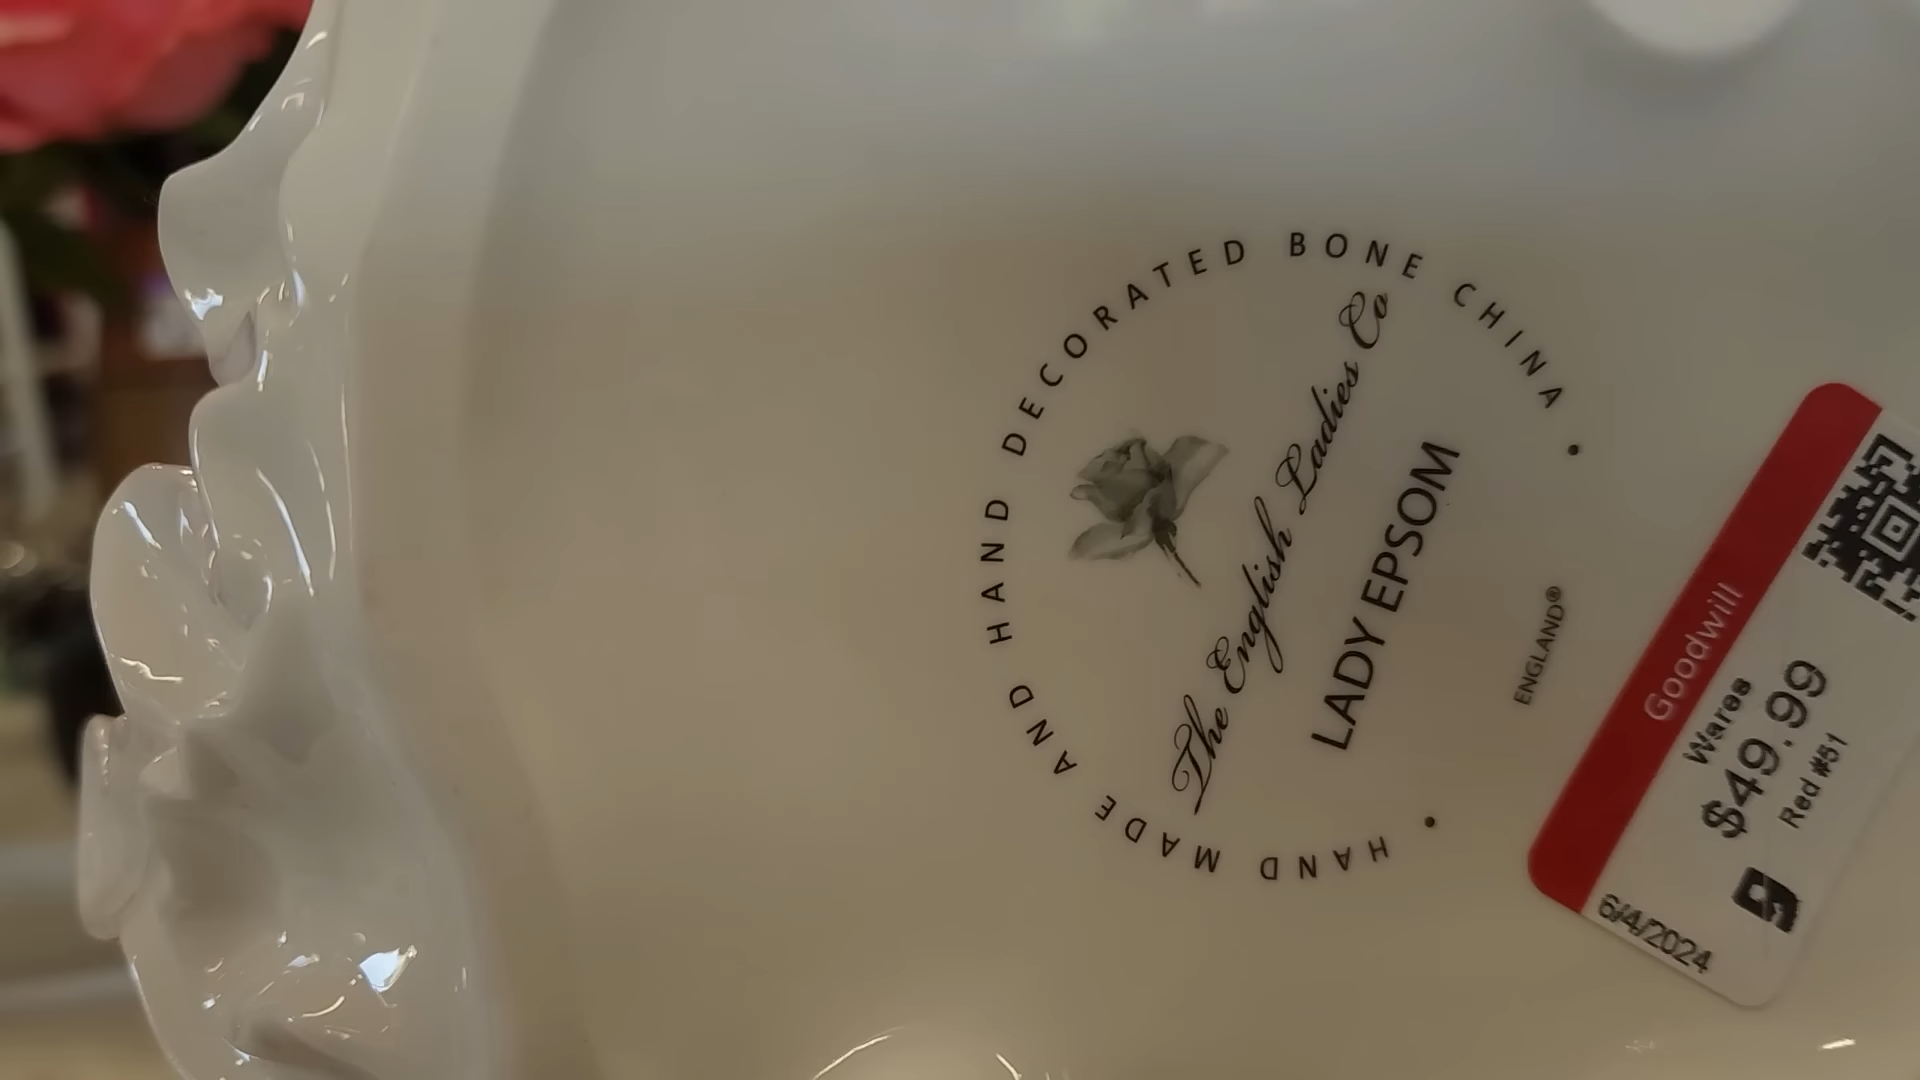 HAND MADE AND HAND DECORATED BONE CHINA
The English Ladies Co
LADY EPSOM
ENGLAND®
Goodwill
Wares
$49.99
Red #51
6/4/2024